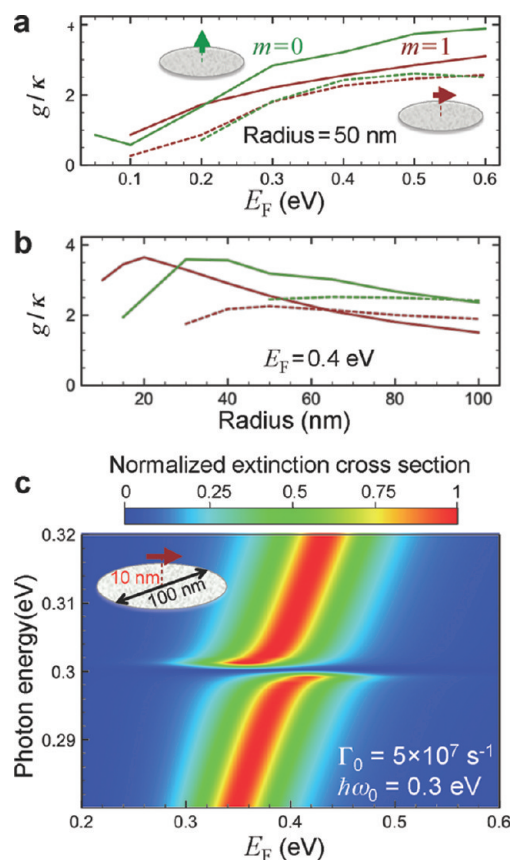 a
m=0
m=1
Radius=50 nm
g/κ
4
2
0
0.1 0.2 0.3 0.4 0.5 0.6
E_F (eV)
b
g/κ
4
2
0
E_F=0.4 eV
20 40 60 80 100
Radius (nm)
Normalized extinction cross section
c
0 0.25 0.5 0.75 1
Photon energy(eV)
0.32
0.31
0.3
0.29
10 nm
100 nm
Γ₀ = 5×10⁷ s⁻¹
ħω₀ = 0.3 eV
0.2 0.3 0.4 0.5 0.6
E_F (eV)